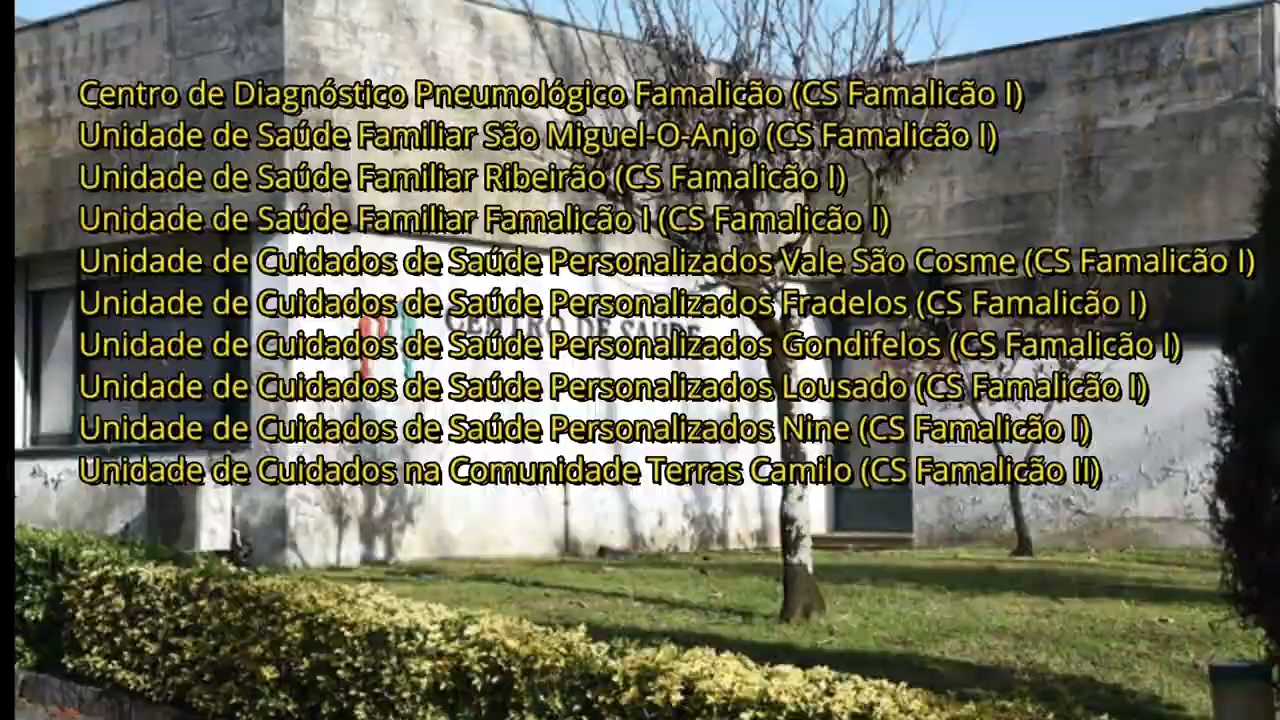 Centro de Diagnóstico Pneumológico Famalicão (CS Famalicão I)
Unidade de Saúde Familiar São Miguel-O-Anjo (CS Famalicão I)
Unidade de Saúde Familiar Ribeirão (CS Famalicão I)
Unidade de Saúde Familiar Famalicão I (CS Famalicão I)
Unidade de Cuidados de Saúde Personalizados Vale São Cosme (CS Famalicão I)
Unidade de Cuidados de Saúde Personalizados Fradelos (CS Famalicão I)
CENTRO DE SAUDE
Unidade de Cuidados de Saúde Personalizados Gondifelos (CS Famalicão I)
Unidade de Cuidados de Saúde Personalizados Lousado (CS Famalicão I)
Unidade de Cuidados de Saúde Personalizados Nine (CS Famalicão I)
Unidade de Cuidados na Comunidade Terras Camilo (CS Famalicão II)